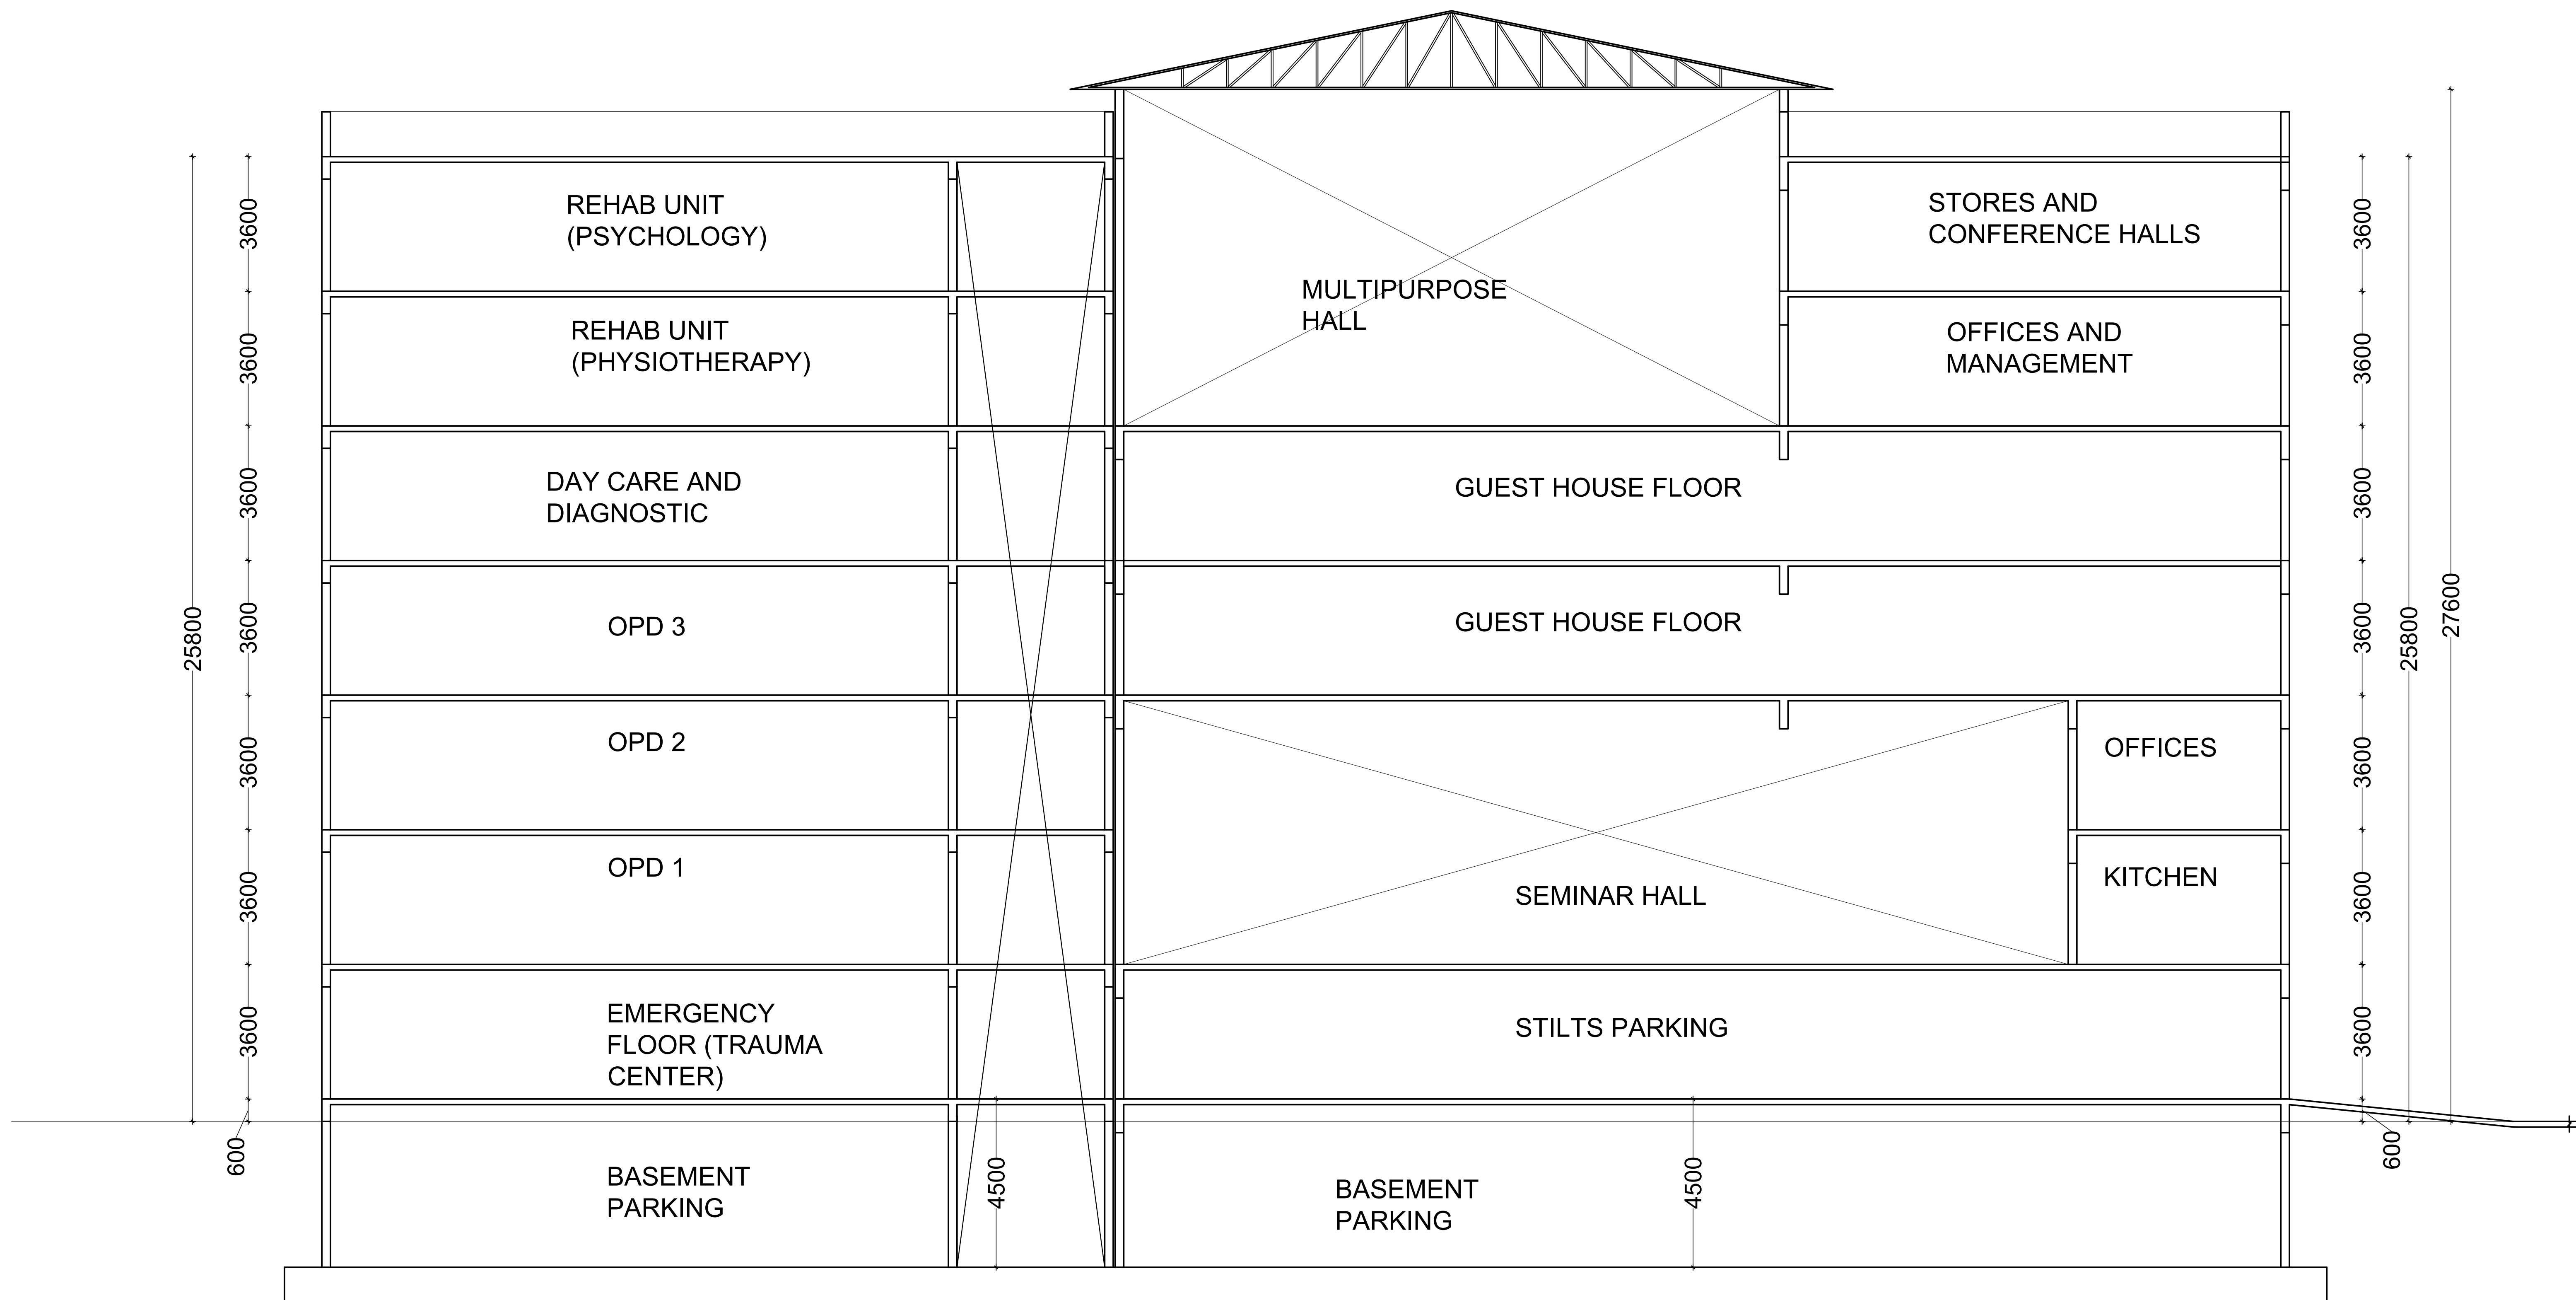 REHAB UNIT
(PSYCHOLOGY)
STORES AND
CONFERENCE HALLS
3600
3600
MULTIPURPOSE
HALL
REHAB UNIT
(PHYSIOTHERAPY)
OFFICES AND
MANAGEMENT
3600
3600
DAY CARE AND
DIAGNOSTIC
GUEST HOUSE FLOOR
3600
3600
OPD 3
GUEST HOUSE FLOOR
25800
3600
3600
25800
27600
OPD 2
OFFICES
3600
3600
OPD 1
KITCHEN
SEMINAR HALL
3600
3600
EMERGENCY
FLOOR (TRAUMA
CENTER)
STILTS PARKING
3600
3600
600
600
BASEMENT
PARKING
4500
BASEMENT
PARKING
4500